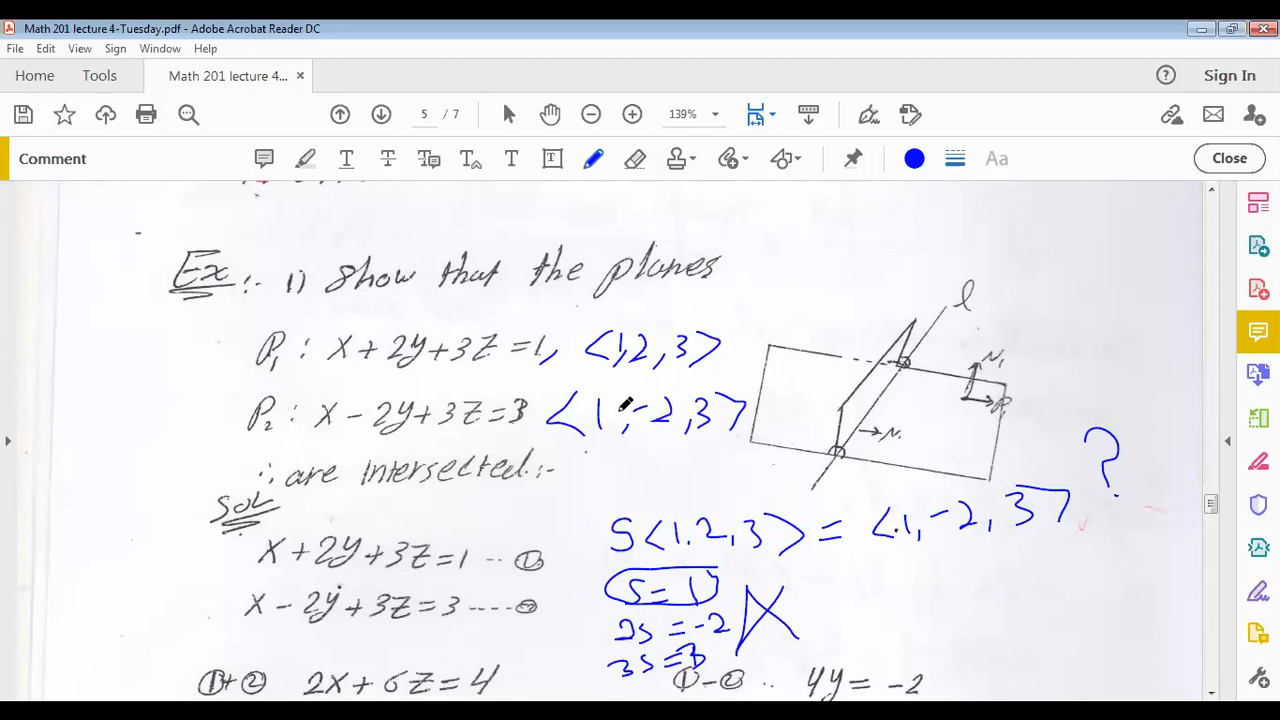 Math 201 lecture 4-Tuesday.pdf - Adobe Acrobat Reader DC
File Edit View Sign Window Help
Home Tools Math 201 lecture 4-... × Sign In
5 / 7 139%
Comment Aa Close
Ex:- 1) Show that the planes
P₁ : x + 2y + 3z = 1, <1,2,3>
P₂ : x - 2y + 3z = 3 <1,-2,3>
∴ are intersected:-
Sol
x + 2y + 3z = 1 -- ①
x - 2y + 3z = 3 ---- ②
①+② 2x + 6z = 4
①-② .. 4y = -2
l
N₁
N.
?
S<1.2,3> = <1,-2,3>
S = 1
2S = -2
3S = 3